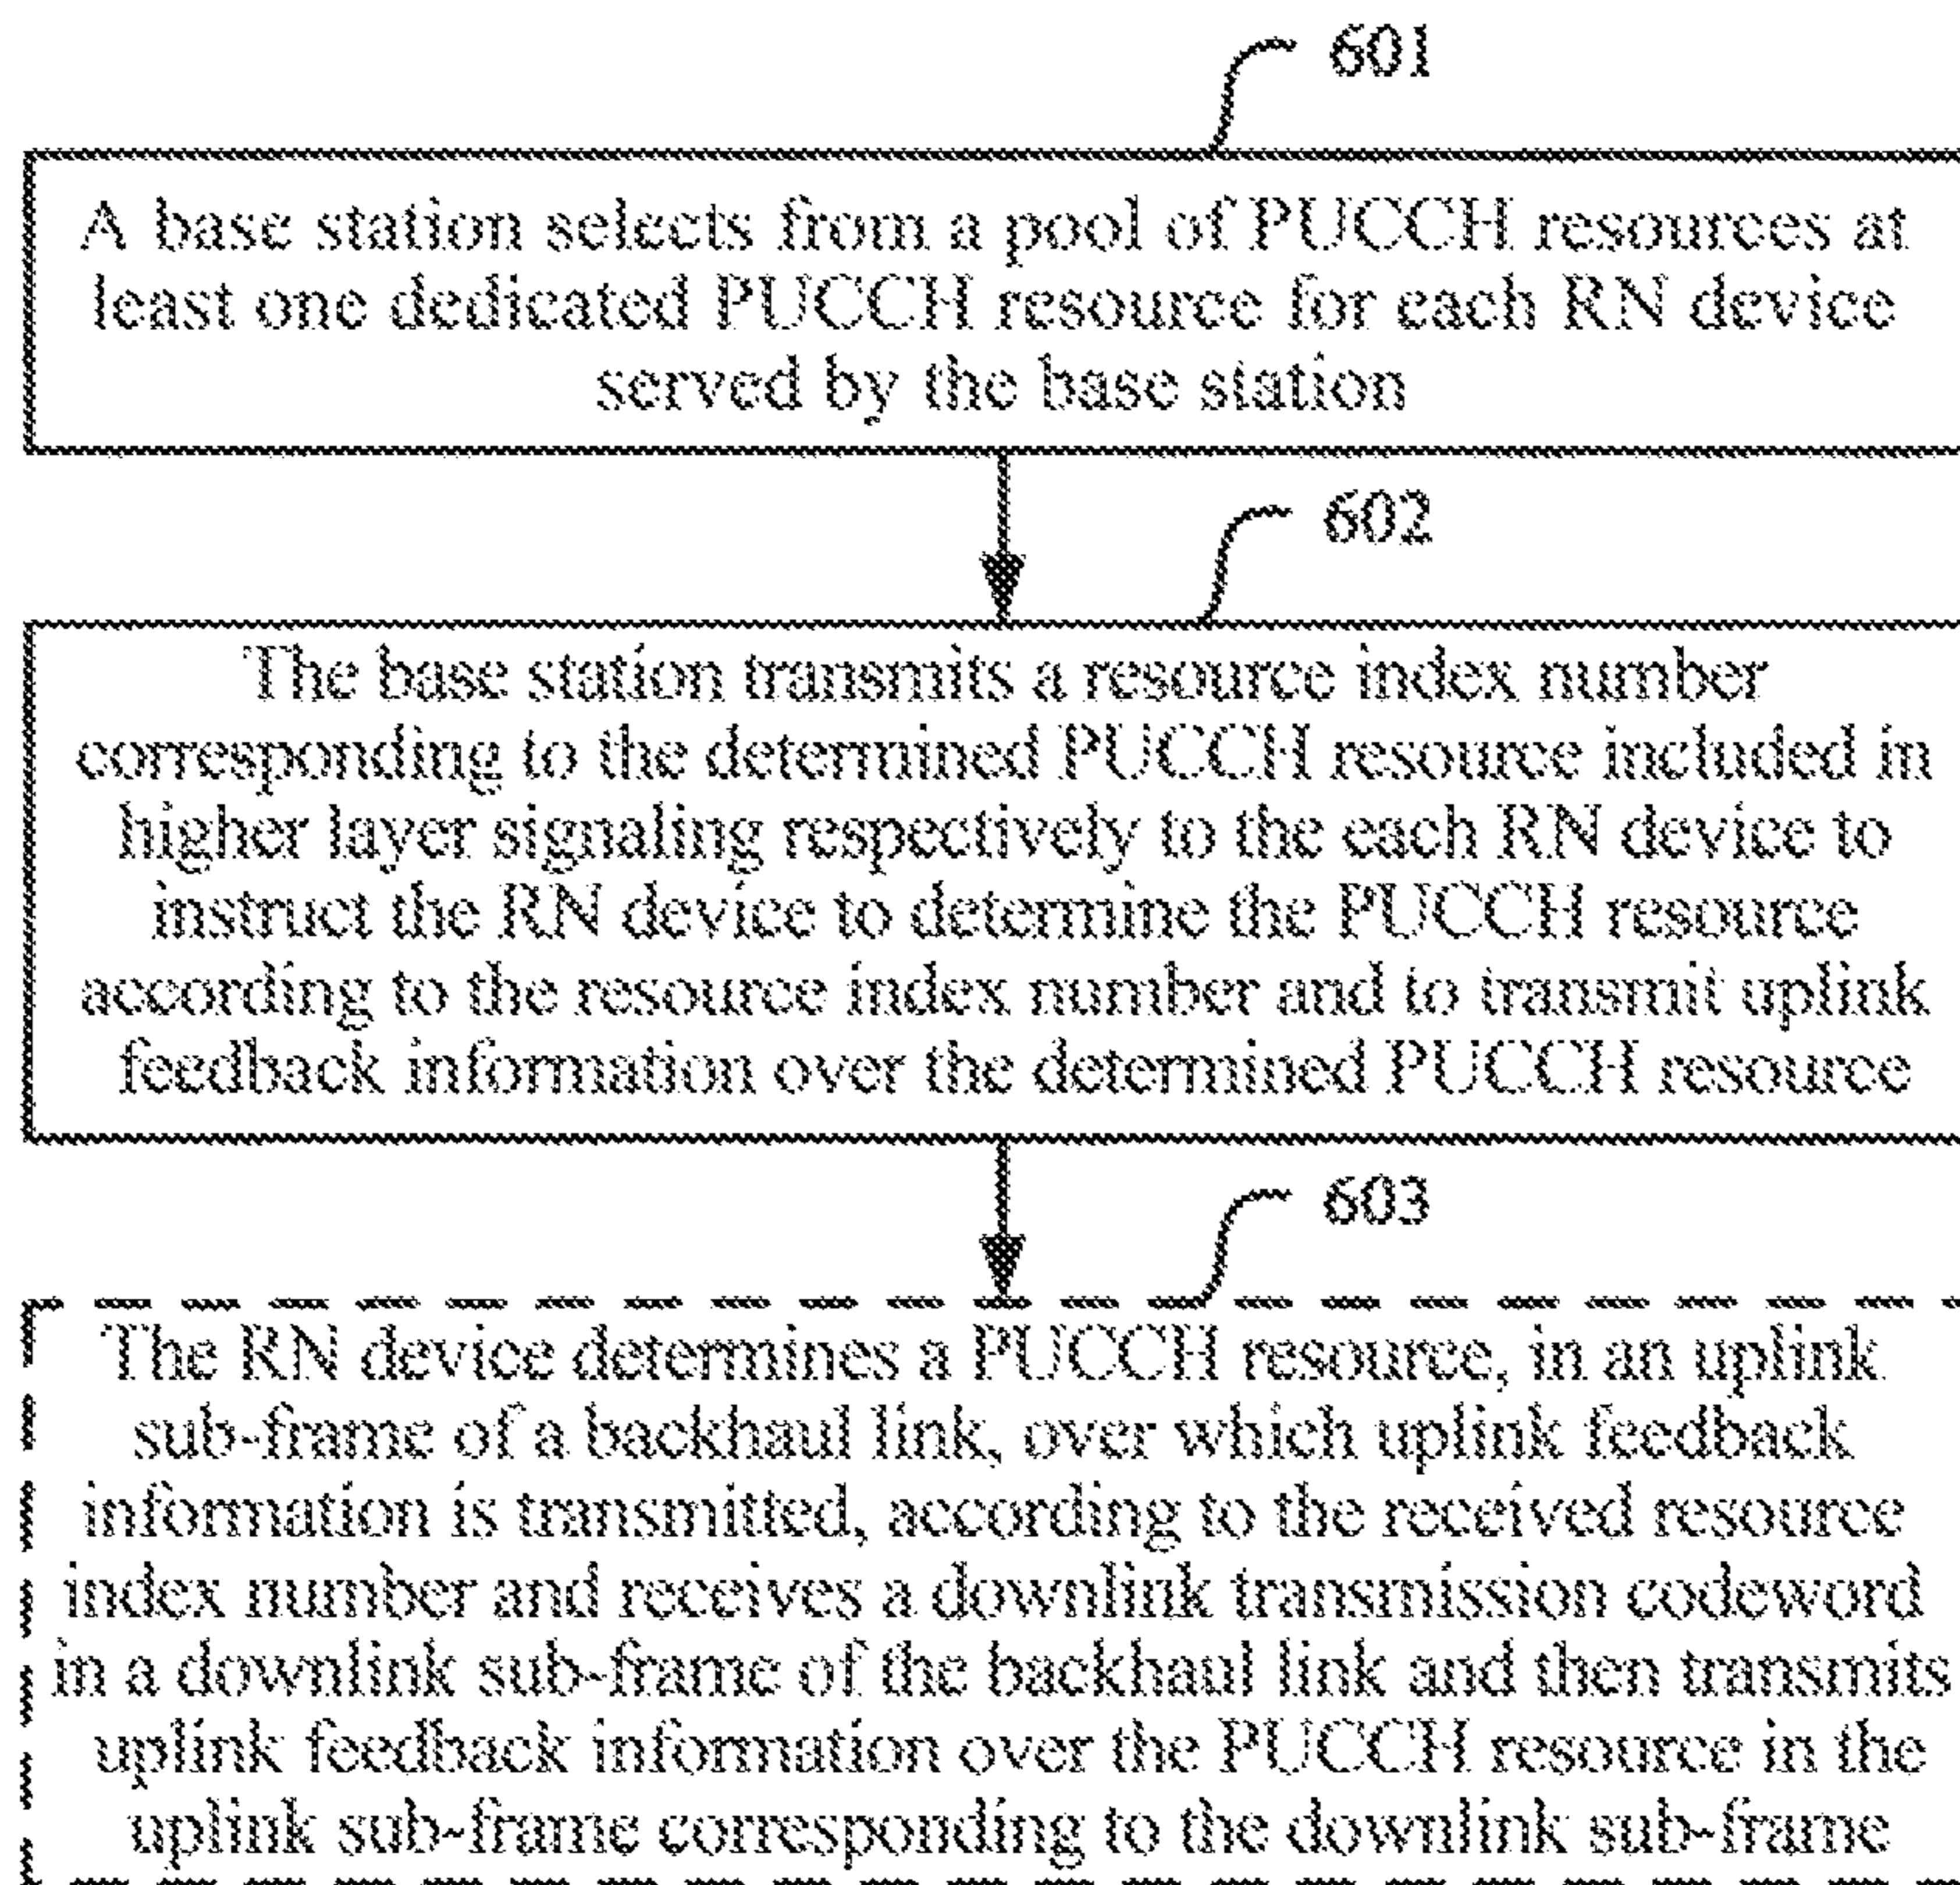 601
A base station selects from a pool of PUCCH resources at
least one dedicated PUCCH resource for each RN device
served by the base station
602
The base station transmits a resource index number
corresponding to the determined PUCCH resource included in
higher layer signaling respectively to the each RN device to
instruct the RN device to determine the PUCCH resource
according to the resource index number and to transmit uplink
feedback information over the determined PUCCH resource
603
The RN device determines a PUCCH resource, in an uplink
sub-frame of a backhaul link, over which uplink feedback
information is transmitted, according to the received resource
index number and receives a downlink transmission codeword
in a downlink sub-frame of the backhaul link and then transmits
uplink feedback information over the PUCCH resource in the
uplink sub-frame corresponding to the downlink sub-frame